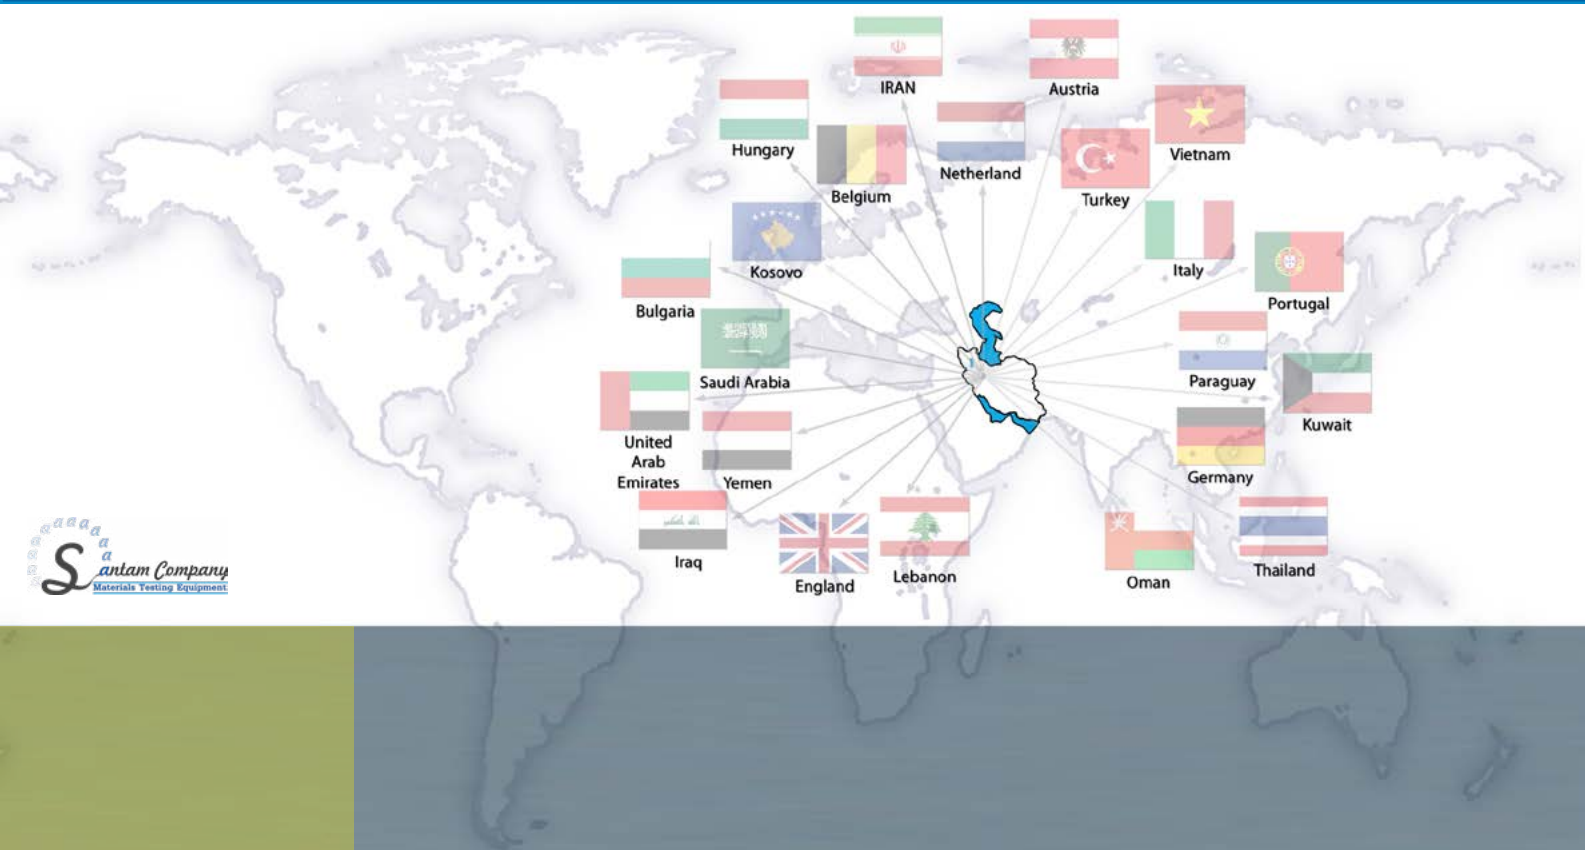 IRAN
Austria
Hungary
Netherland
Vietnam
Belgium
Turkey
Kosovo
Italy
Bulgaria
Portugal
Saudi Arabia
Paraguay
United
Arab
Emirates
Kuwait
Yemen
Germany
Iraq
England
Lebanon
Oman
Thailand
a a a a a a a a a a
Santam Company
Materials Testing Equipment